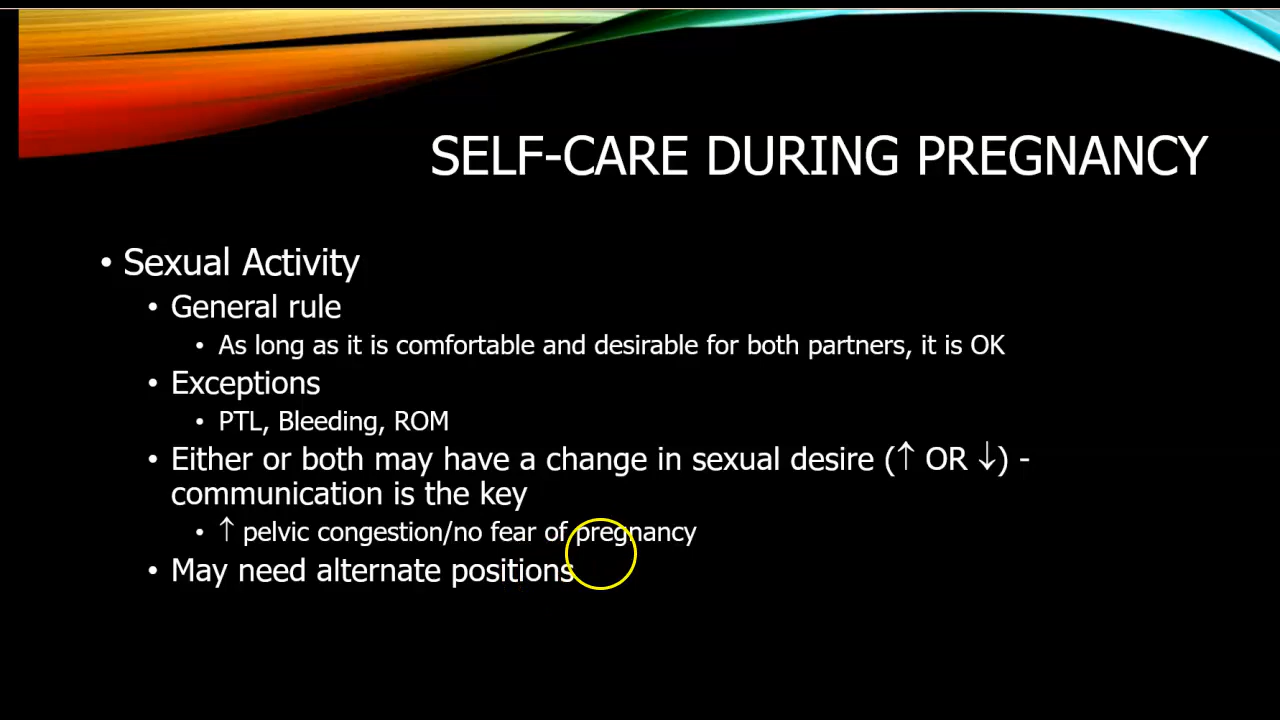 SELF-CARE DURING PREGNANCY
• Sexual Activity
• General rule
• As long as it is comfortable and desirable for both partners, it is OK
• Exceptions
• PTL, Bleeding, ROM
• Either or both may have a change in sexual desire (↑ OR ↓) -
communication is the key
• ↑ pelvic congestion/no fear of pregnancy
• May need alternate positions